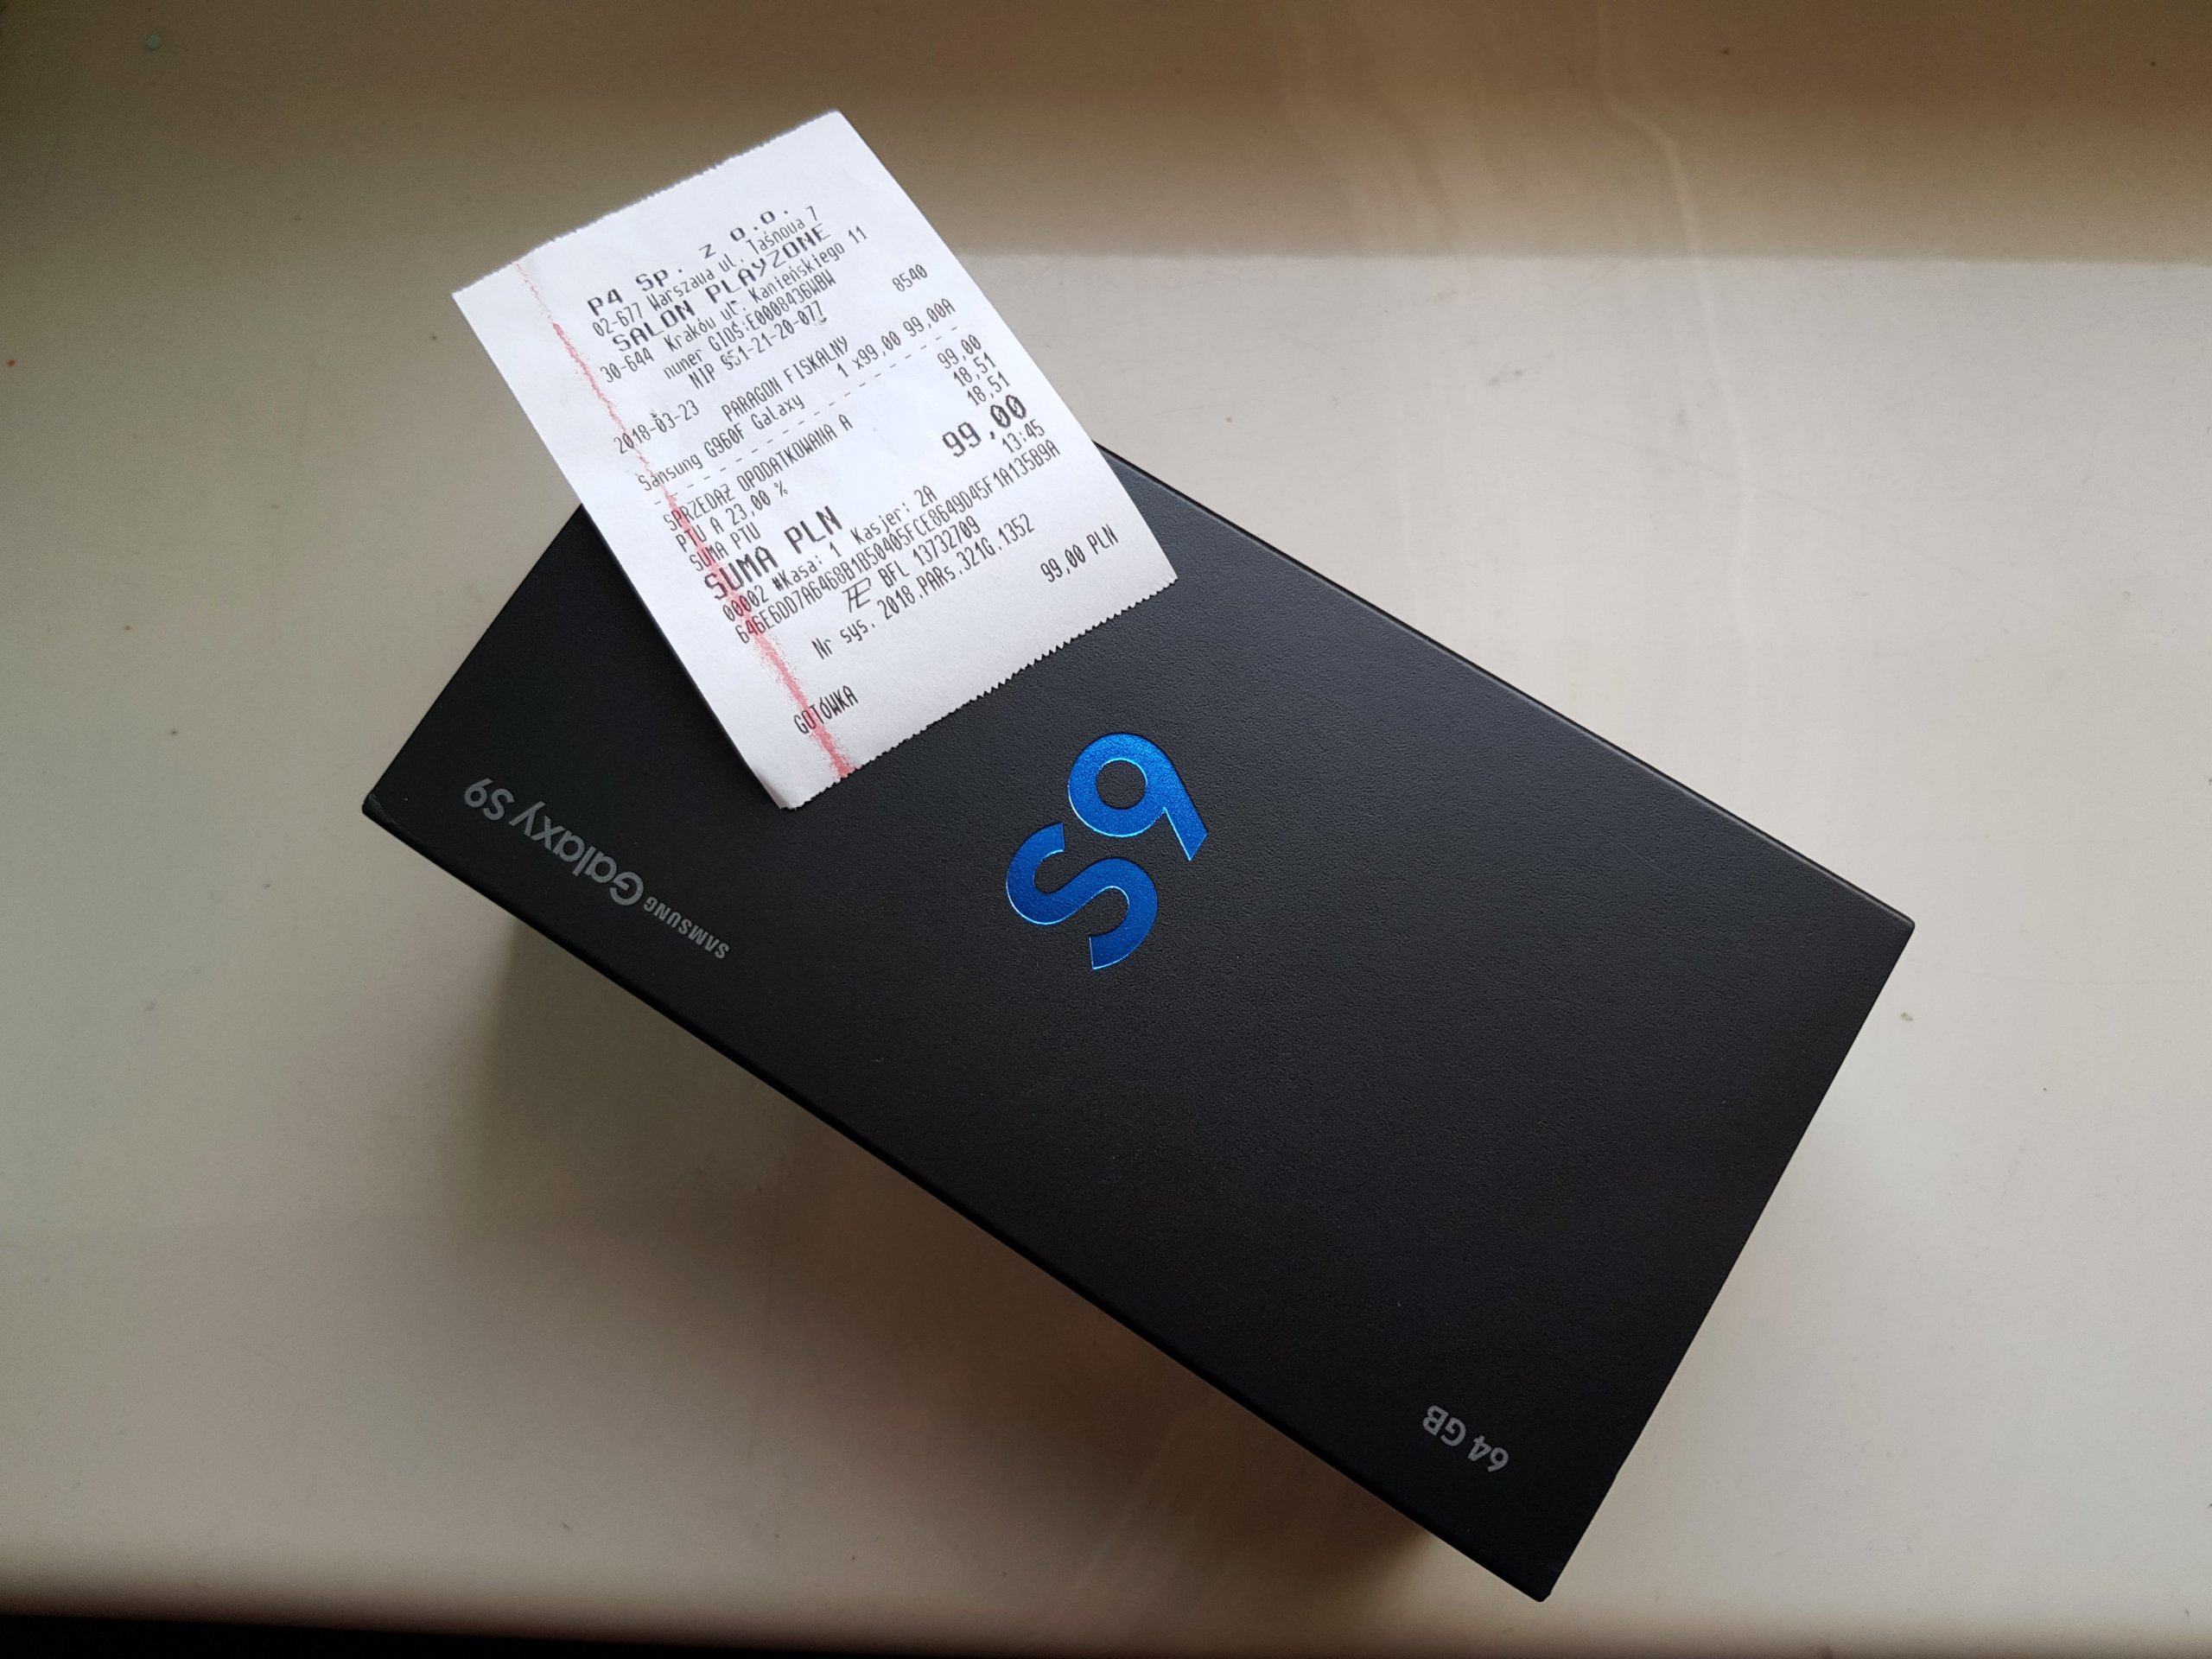 P4 Sp. z o.o.
02-677 Warszawa ul. Taśmowa 7
SALON PLAYZONE
30-644 Kraków ul. Kamieńskiego 11
numer GIOŚ:E0008436WBW
NIP 951-21-20-077
2018-03-23 8540
PARAGON FISKALNY
Samsung G960F Galaxy 1 x99,00 99,00A
SPRZEDAŻ OPODATKOWANA A 99,00
PTU A 23,00 % 18,51
SUMA PTU 18,51
SUMA PLN 99,00
00002 #Kasa: 1 Kasjer: 2A 13:45
646E6DD7A6468B1B50405FCE8649D45F1A135B9A
BFL 13732709
Nr sys. 2018.PARs.321G.1352
GOTÓWKA 99,00 PLN
S9
SAMSUNG Galaxy S9
64 GB